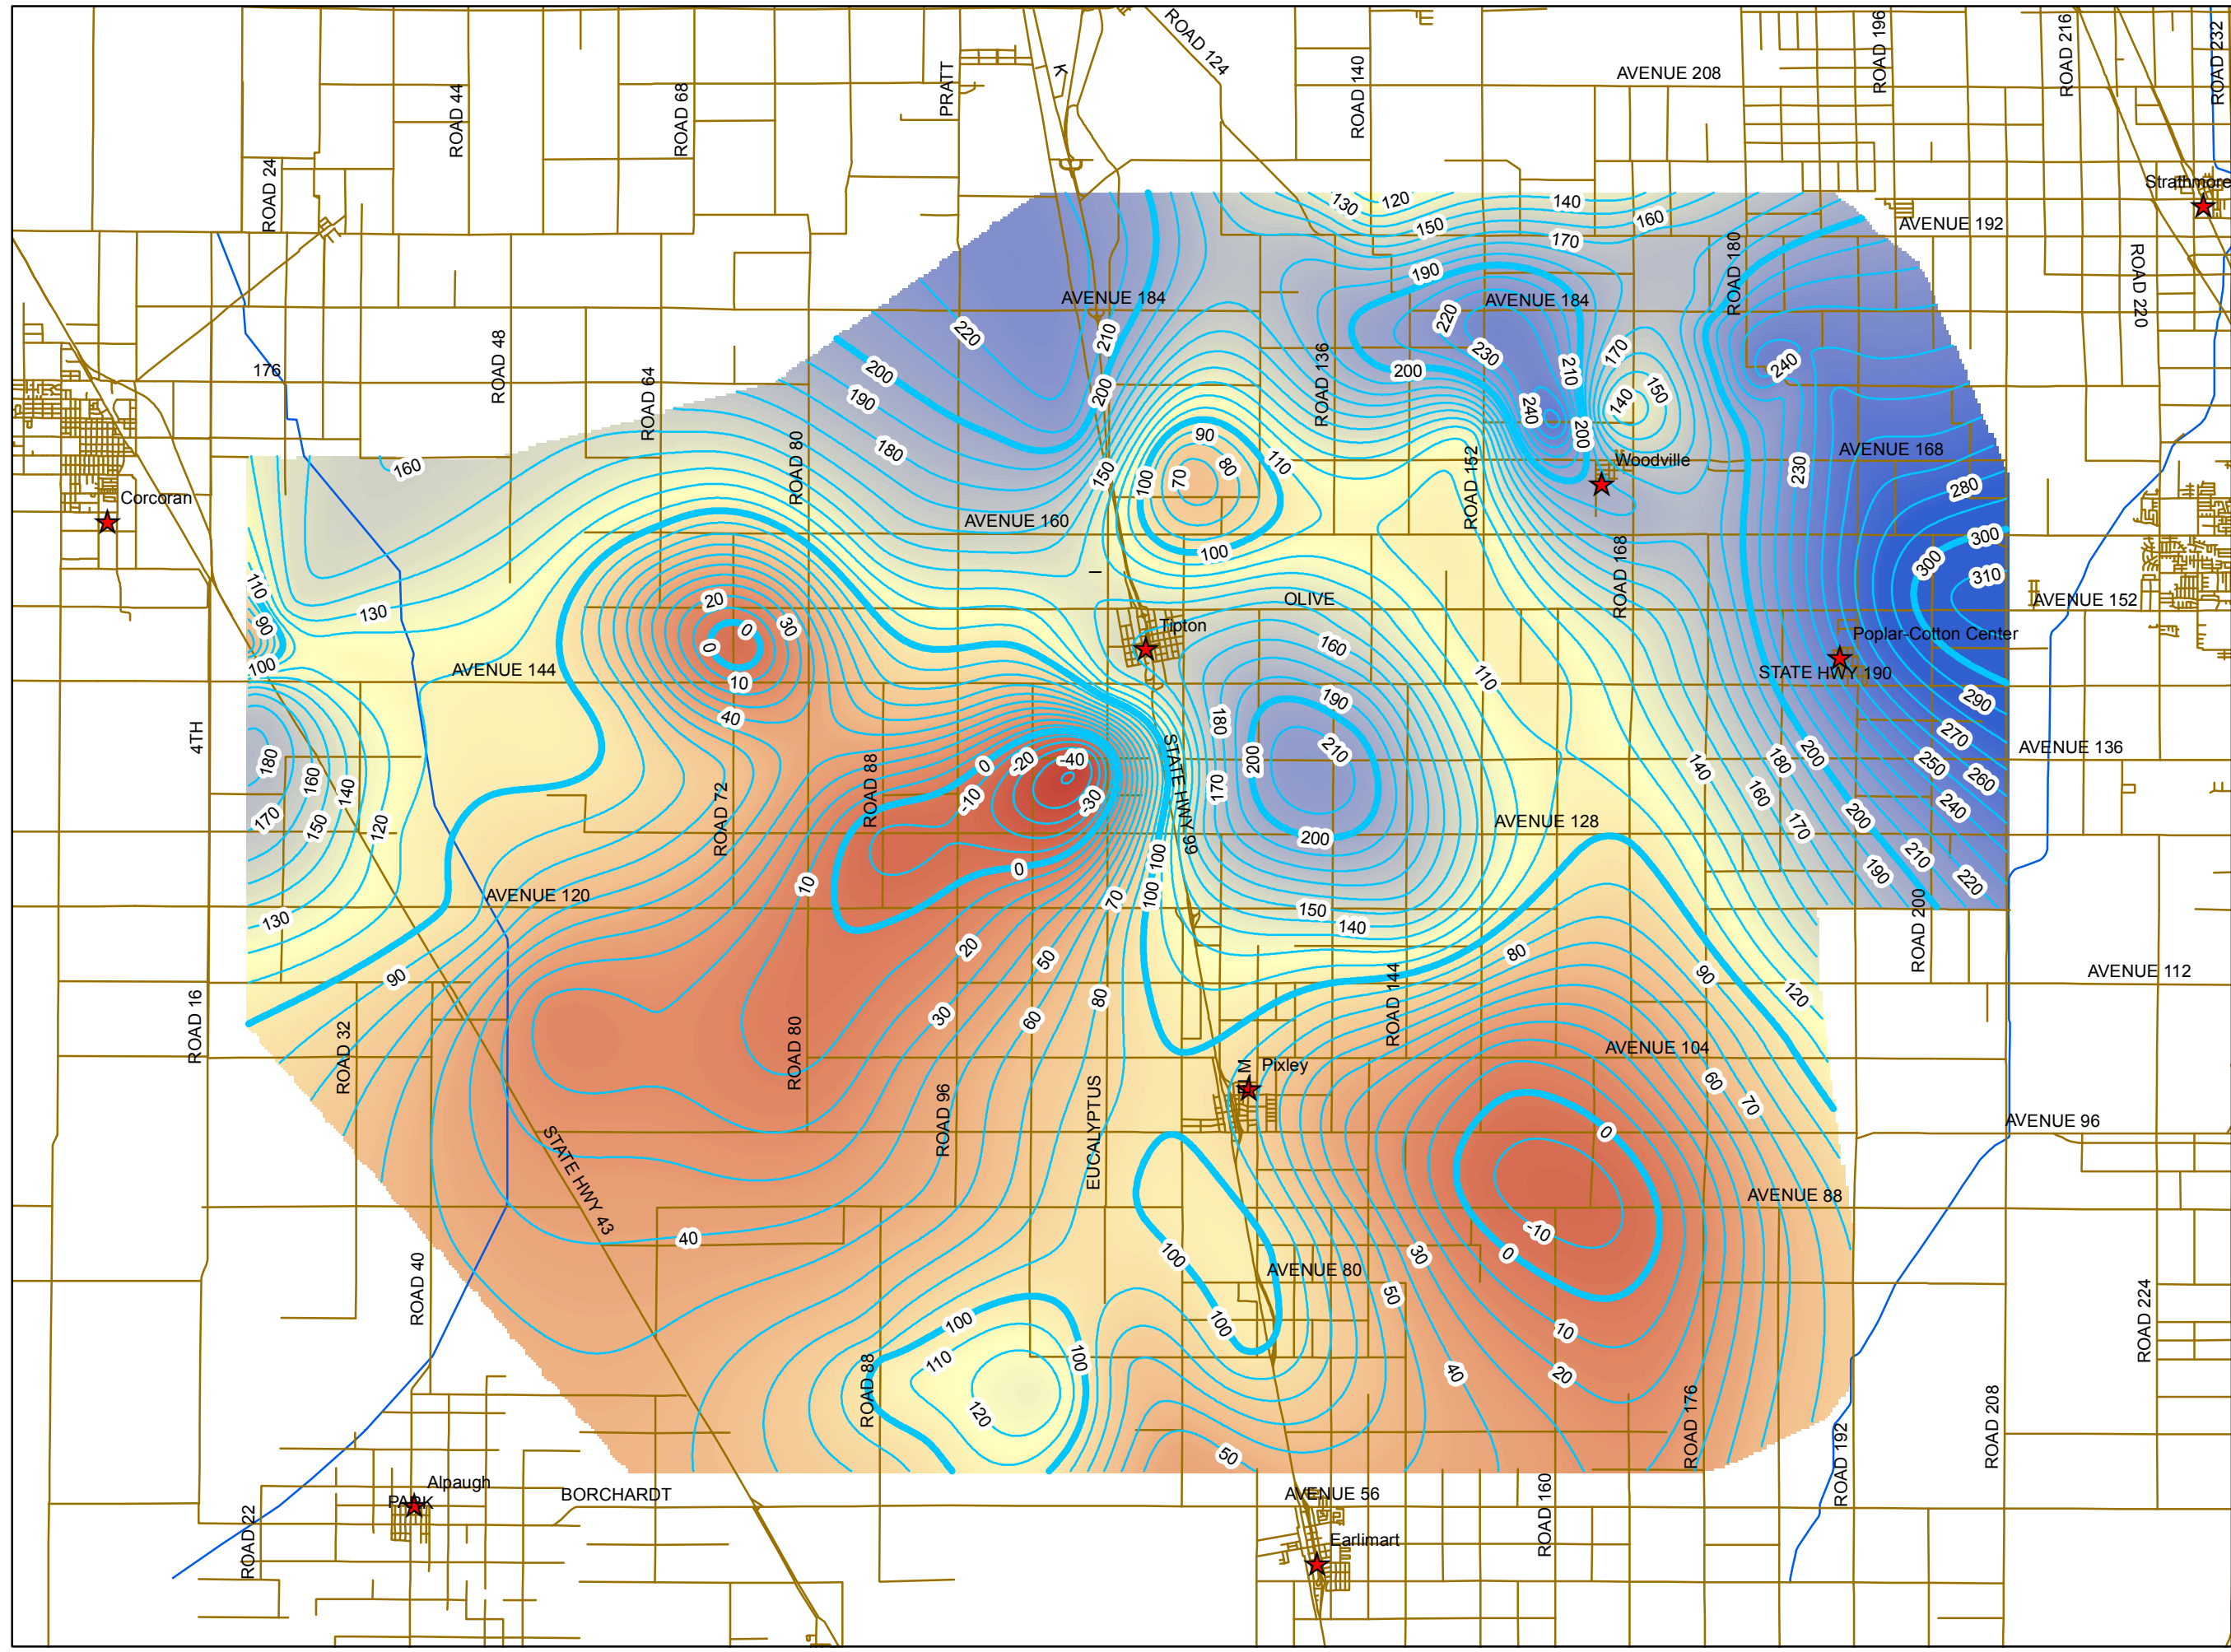 ROAD 124
ROAD 196
ROAD 216
ROAD 232
K
PRATT
AVENUE 208
ROAD 44
ROAD 68
ROAD 140
ROAD 24
Strathmore
130
120
140
160
150
170
AVENUE 192
ROAD 180
ROAD 220
190
AVENUE 184
AVENUE 184
220
220
210
230
170
200
200
210
240
176
ROAD 48
ROAD 64
ROAD 136
190
200
240
140
150
200
90
180
110
160
ROAD 80
150
100
70
80
ROAD 152
Woodville
230
AVENUE 168
280
Corcoran
AVENUE 160
100
300
300
310
I
ROAD 168
110
90
130
20
0
0
30
OLIVE
AVENUE 152
Tipton
160
Poplar-Cotton Center
100
AVENUE 144
10
110
STATE HWY 190
290
4TH
40
180
190
200
210
STATE HWY 99
170
270
AVENUE 136
180
160
140
0
-20
-40
-10
-30
140
180
200
250
260
160
170
240
170
150
120
ROAD 72
ROAD 88
AVENUE 128
200
200
100
210
190
220
0
10
100
70
130
AVENUE 120
150
140
ROAD 200
20
50
80
90
90
120
AVENUE 112
ROAD 16
ROAD 32
ROAD 80
30
60
80
ROAD 144
AVENUE 104
Pixley
ELM
60
70
ROAD 96
EUCALYPTUS
0
AVENUE 96
STATE HWY 43
AVENUE 88
40
100
-10
0
30
AVENUE 80
ROAD 40
50
100
100
10
ROAD 224
110
100
ROAD 88
40
20
120
50
ROAD 176
ROAD 192
ROAD 208
Alpaugh
PARK
BORCHARDT
AVENUE 56
ROAD 160
ROAD 22
Earlimart